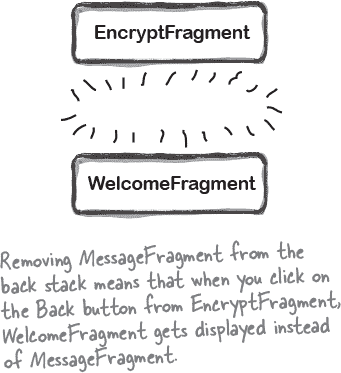 EncryptFragment
WelcomeFragment
Removing MessageFragment from the
back stack means that when you click on
the Back button from EncryptFragment,
WelcomeFragment gets displayed instead
of MessageFragment.